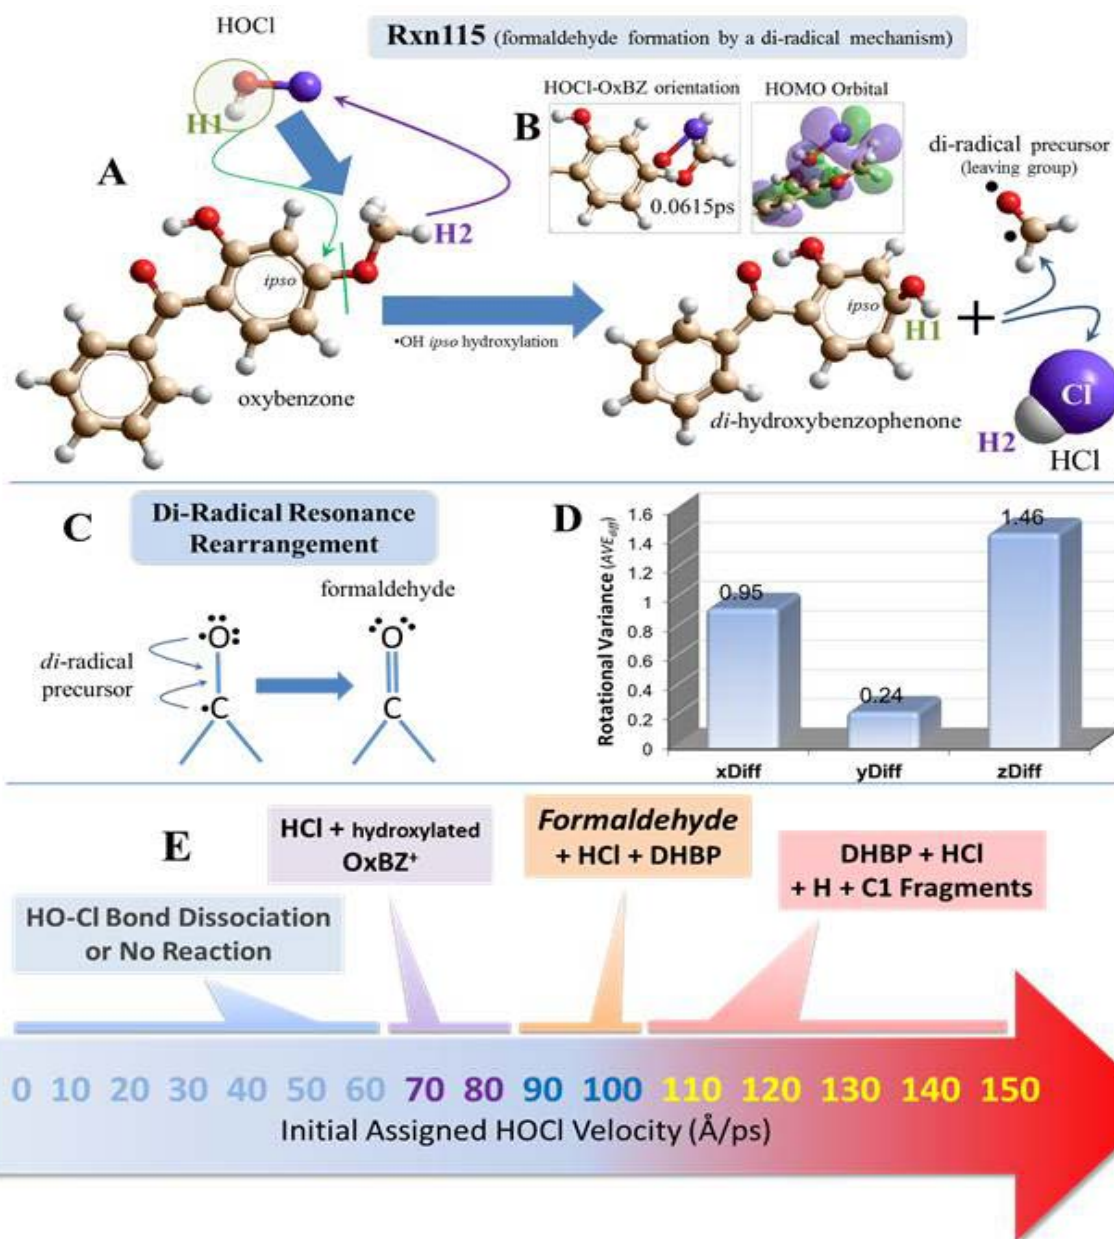 HOCl
Rxn115 (formaldehyde formation by a di-radical mechanism)
H1
A
H2
ipso
oxybenzone
B
HOCl-OxBZ orientation
0.0615ps
HOMO Orbital
di-radical precursor
(leaving group)
•OH ipso hydroxylation
ipso
H1
+
di-hydroxybenzophenone
Cl
H2
HCl
C
Di-Radical Resonance
Rearrangement
formaldehyde
di-radical
precursor
O
C
O
C
D
Rotational Variance (AVEdiff)
1.6
1.4
1.2
1
0.8
0.6
0.4
0.2
0
0.95
0.24
1.46
xDiff yDiff zDiff
E
HO-Cl Bond Dissociation
or No Reaction
HCl + hydroxylated
OxBZ⁺
Formaldehyde
+ HCl + DHBP
DHBP + HCl
+ H + C1 Fragments
0 10 20 30 40 50 60 70 80 90 100 110 120 130 140 150
Initial Assigned HOCl Velocity (Å/ps)